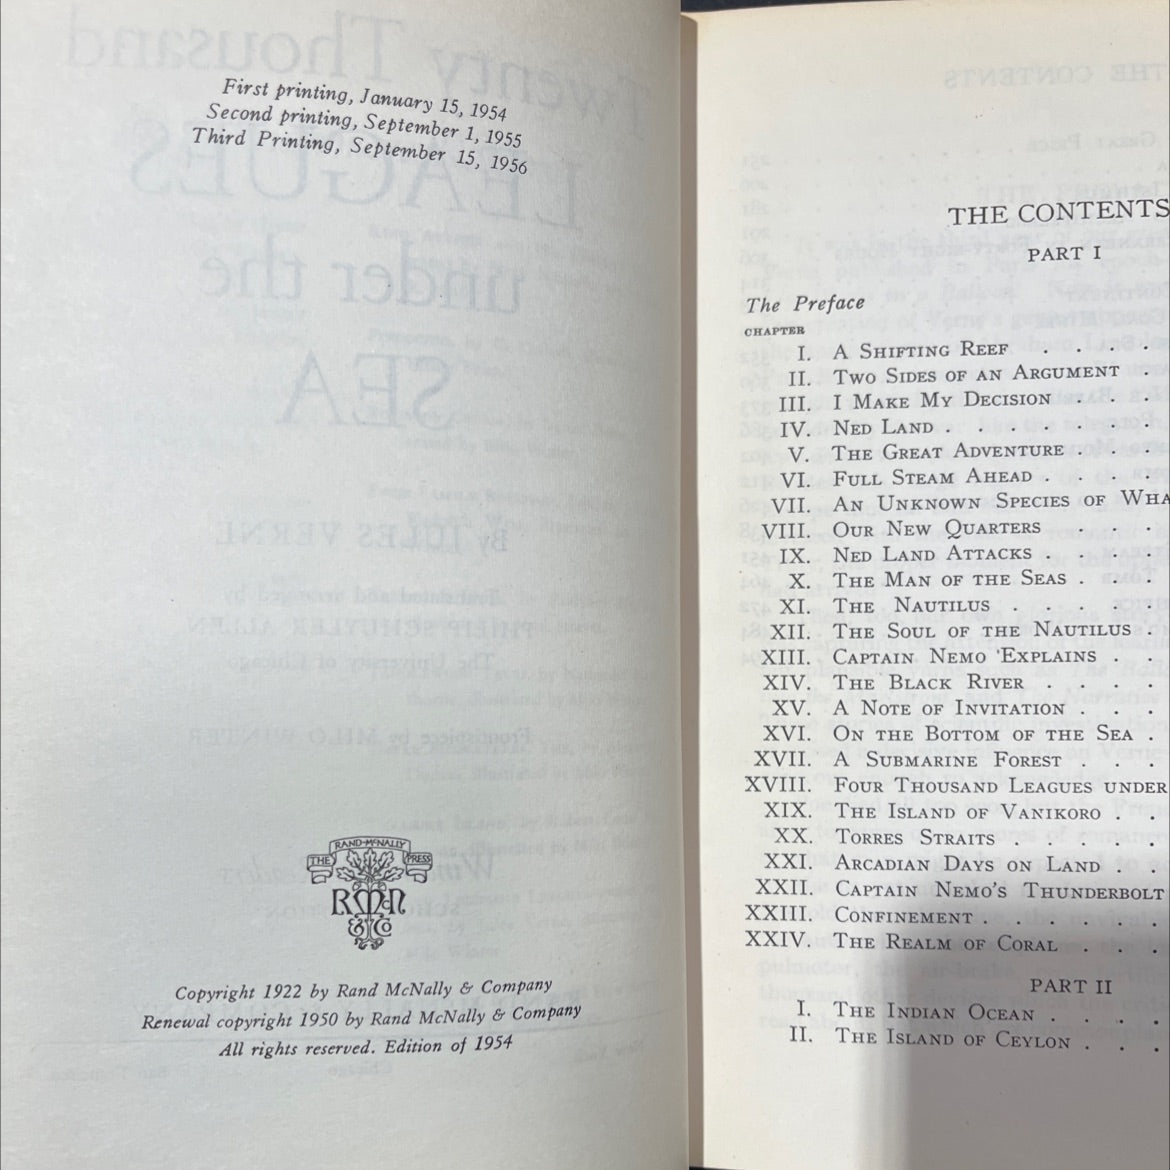 First printing, January 15, 1954
Second printing, September 1, 1955
Third Printing, September 15, 1956
RAND McNALLY
THE PRESS
RMcN
& Co
Copyright 1922 by Rand McNally & Company
Renewal copyright 1950 by Rand McNally & Company
All rights reserved. Edition of 1954
THE CONTENTS
PART I
The Preface
CHAPTER
I. A Shifting Reef . . . .
II. Two Sides of an Argument .
III. I Make My Decision . . .
IV. Ned Land . . . . . .
V. The Great Adventure . . .
VI. Full Steam Ahead . . . .
VII. An Unknown Species of Wha
VIII. Our New Quarters . . .
IX. Ned Land Attacks . . . .
X. The Man of the Seas . . .
XI. The Nautilus . . . . .
XII. The Soul of the Nautilus .
XIII. Captain Nemo Explains . .
XIV. The Black River . . . .
XV. A Note of Invitation . . .
XVI. On the Bottom of the Sea .
XVII. A Submarine Forest . . .
XVIII. Four Thousand Leagues under
XIX. The Island of Vanikoro . .
XX. Torres Straits . . . . .
XXI. Arcadian Days on Land . .
XXII. Captain Nemo's Thunderbolt
XXIII. Confinement . . . . . .
XXIV. The Realm of Coral . . .
PART II
I. The Indian Ocean . . . .
II. The Island of Ceylon . . .